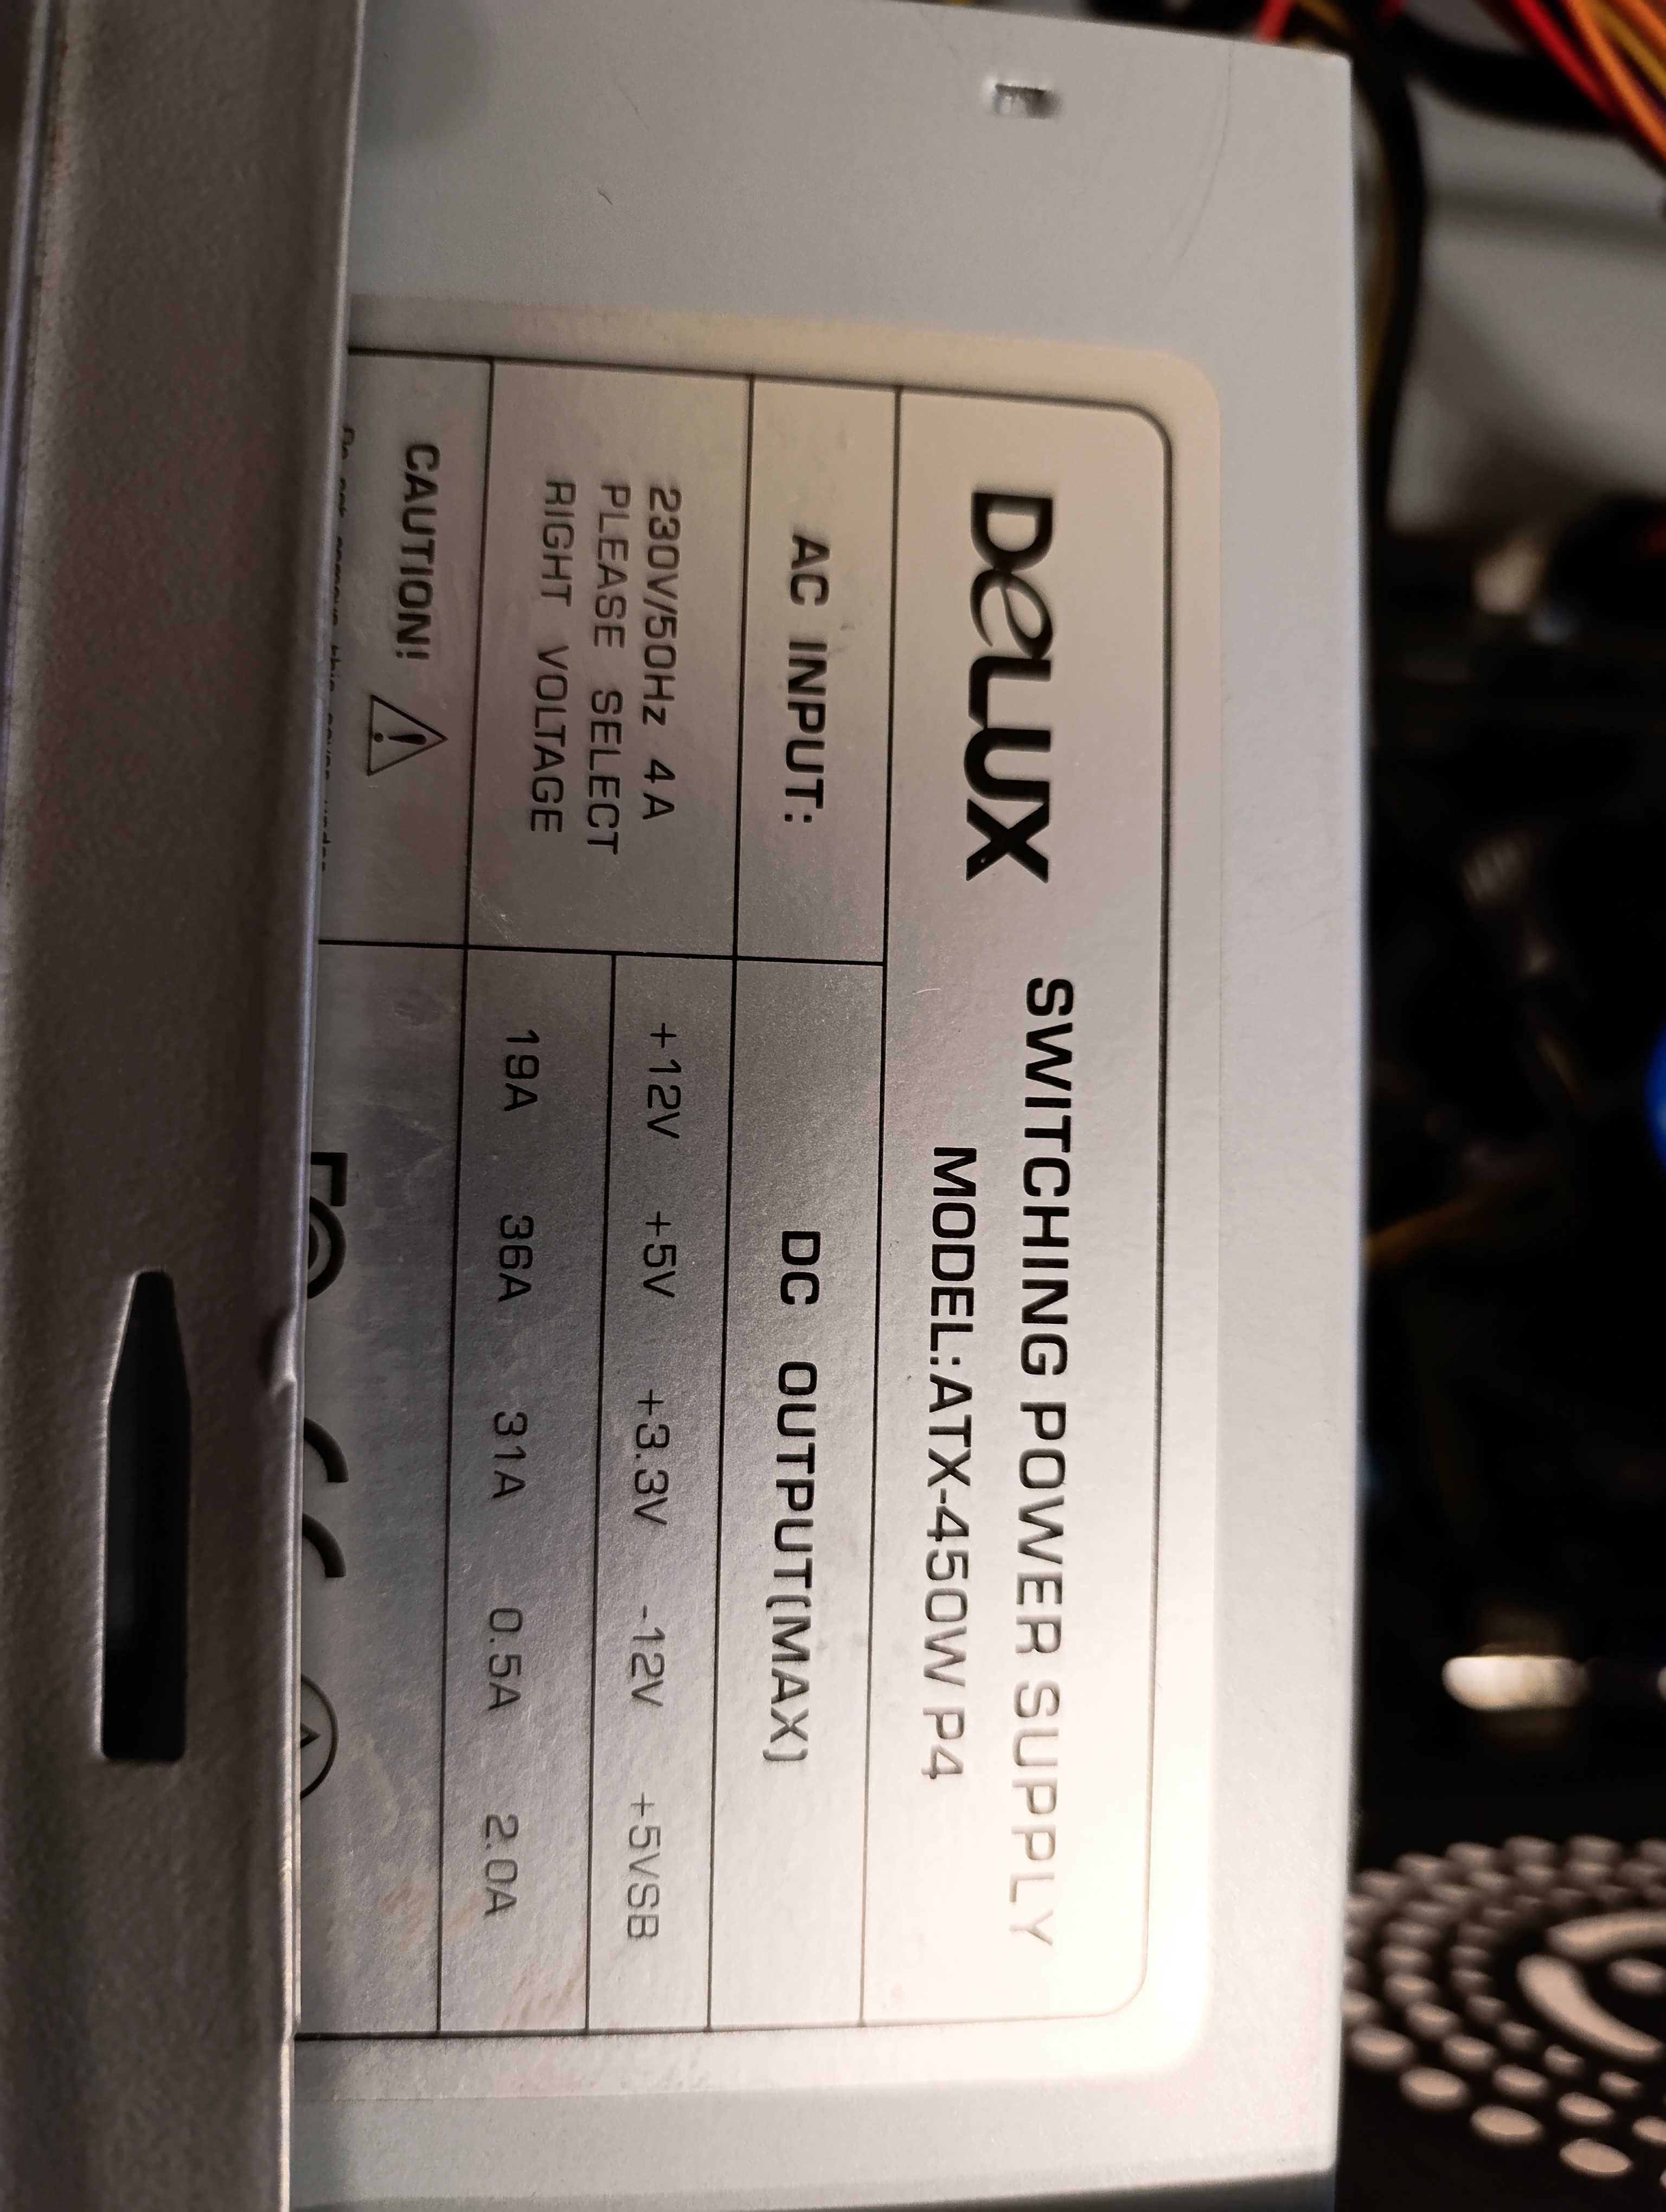 DELUX
SWITCHING POWER SUPPLY
MODEL:ATX-450W P4
AC INPUT:
DC OUTPUT(MAX)
230V/50Hz 4A
PLEASE SELECT
RIGHT VOLTAGE
+12V +5V +3.3V -12V +5VSB
19A 36A 31A 0.5A 2.0A
CAUTION!